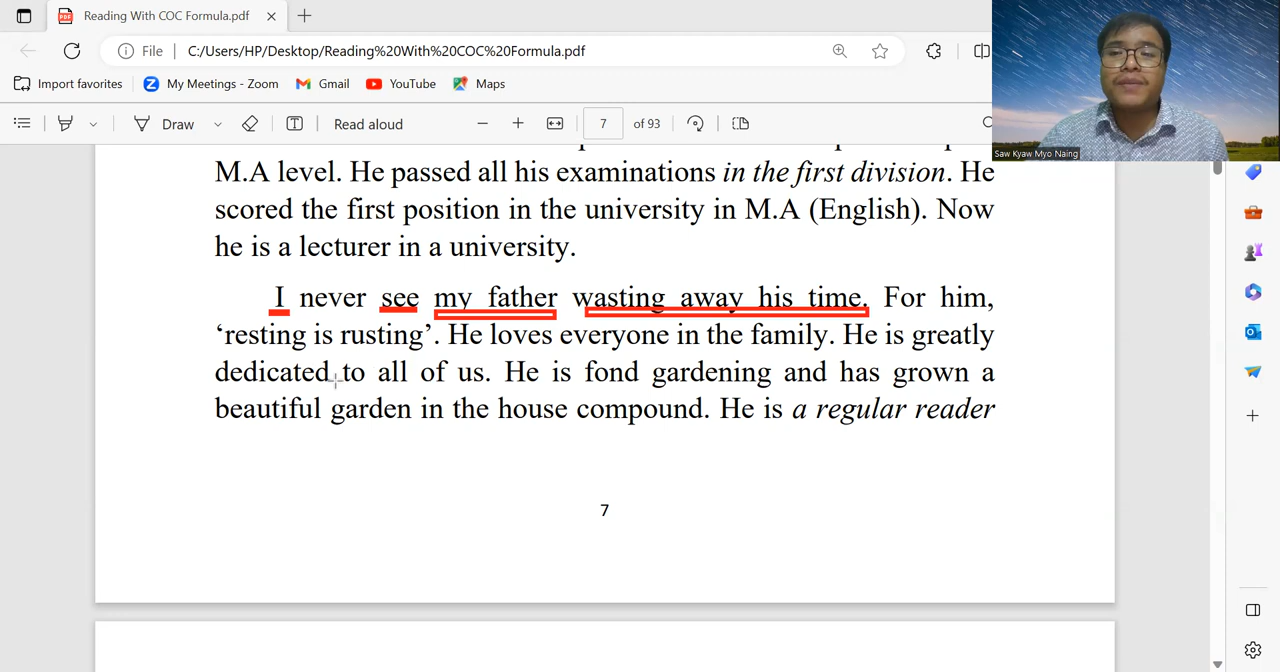 Reading With COC Formula.pdf
File
C:/Users/HP/Desktop/Reading%20With%20COC%20Formula.pdf
Import favorites
My Meetings - Zoom
Gmail
YouTube
Maps
Draw
Read aloud
7
of 93
Saw Kyaw Myo Naing
M.A level. He passed all his examinations in the first division. He
scored the first position in the university in M.A (English). Now
he is a lecturer in a university.
I never see my father wasting away his time. For him,
‘resting is rusting’. He loves everyone in the family. He is greatly
dedicated to all of us. He is fond gardening and has grown a
beautiful garden in the house compound. He is a regular reader
7